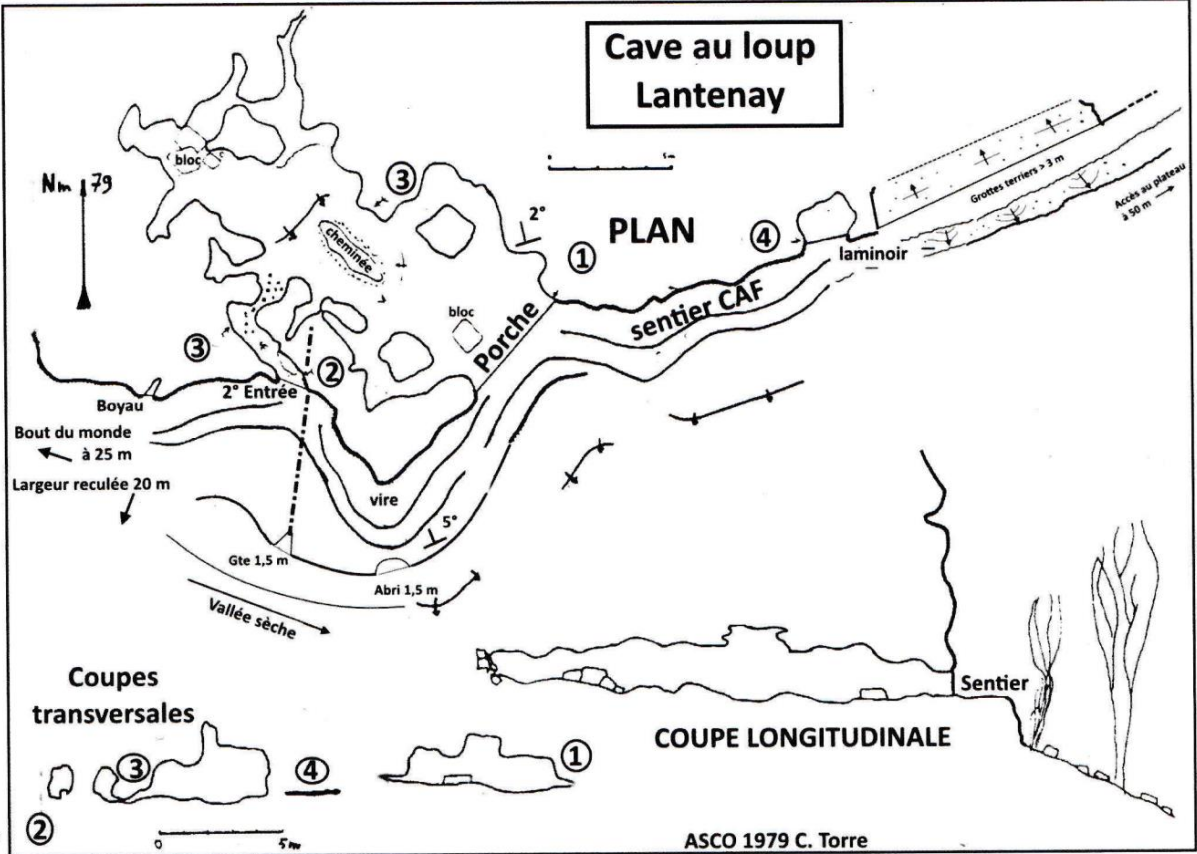 Cave au loup
Lantenay
Nm 79
bloc
③
2°
PLAN
5m
①
④
cheminée
bloc
Porche
sentier CAF
laminoir
Grottes terriers > 3 m
Accès au plateau
à 50 m
③
②
2° Entrée
Boyau
Bout du monde
à 25 m
Largeur reculée 20 m
vire
5°
Gte 1,5 m
Abri 1,5 m
Vallée sèche
Coupes
transversales
②
③
④
①
0 5m
COUPE LONGITUDINALE
Sentier
ASCO 1979 C. Torre